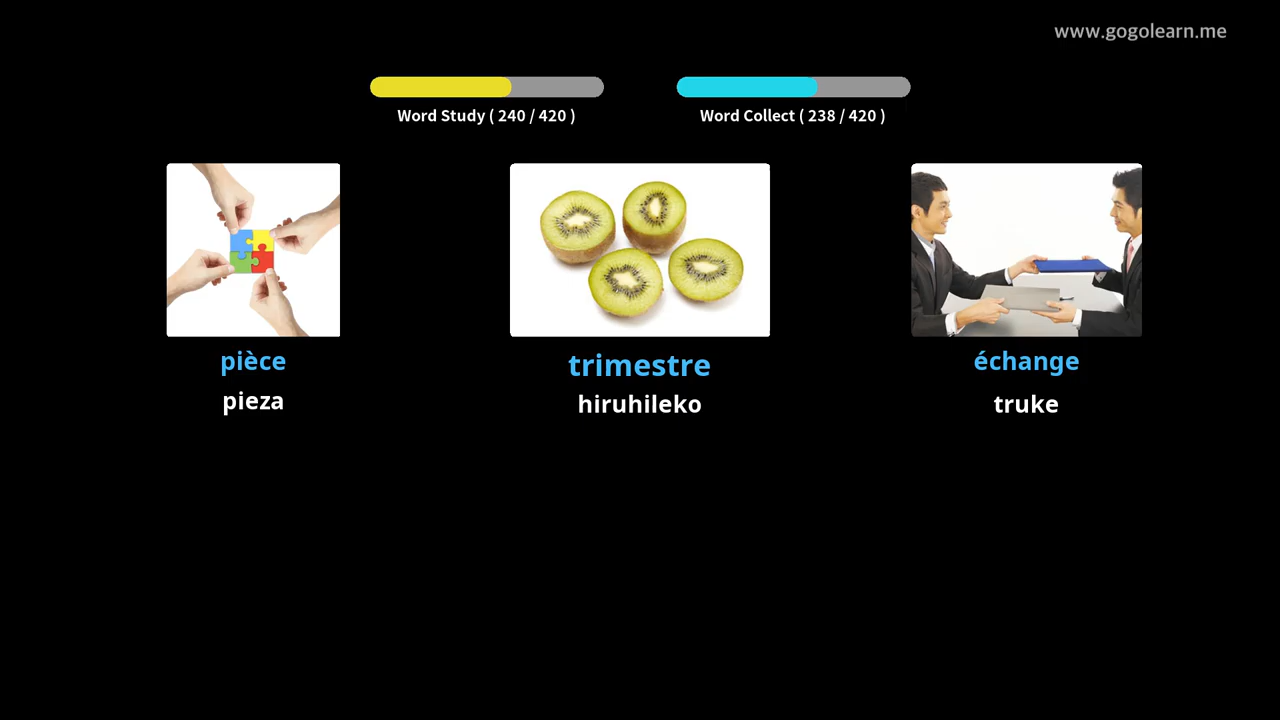 www.gogolearn.me
Word Study ( 240 / 420 )
Word Collect ( 238 / 420 )
pièce
pieza
trimestre
hiruhileko
échange
truke